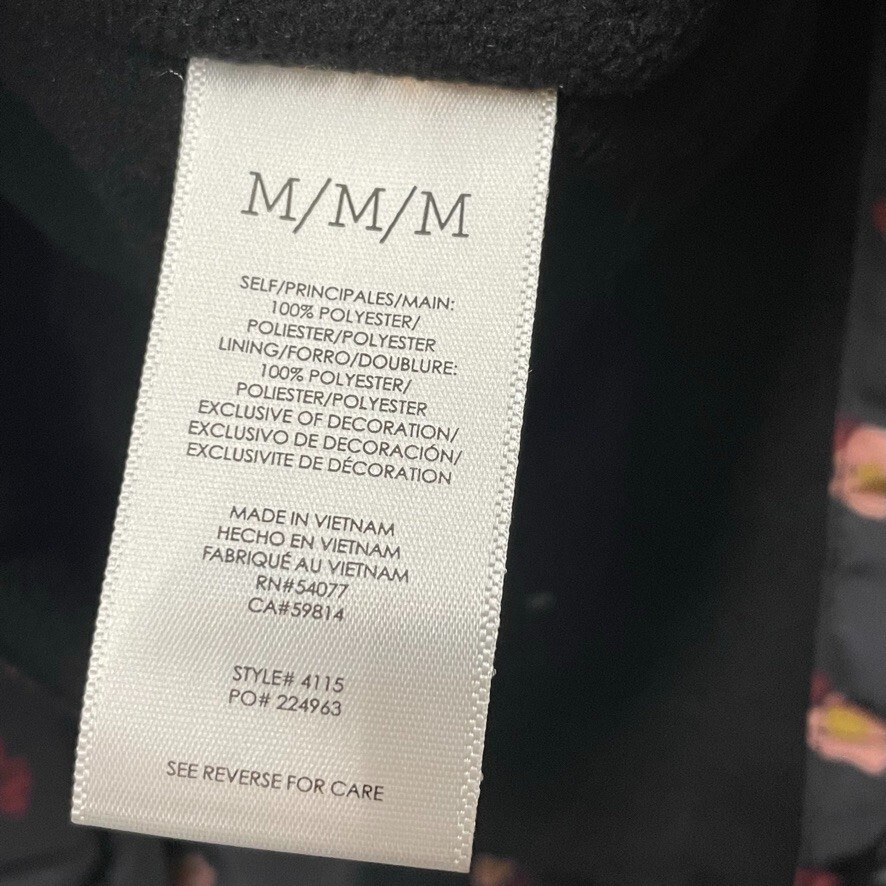 M/M/M
SELF/PRINCIPALES/MAIN:
100% POLYESTER/
POLIESTER/POLYESTER
LINING/FORRO/DOUBLURE:
100% POLYESTER/
POLIESTER/POLYESTER
EXCLUSIVE OF DECORATION/
EXCLUSIVO DE DECORACIÓN/
EXCLUSIVITE DE DÉCORATION
MADE IN VIETNAM
HECHO EN VIETNAM
FABRIQUÉ AU VIETNAM
RN#54077
CA#59814
STYLE# 4115
PO# 224963
SEE REVERSE FOR CARE